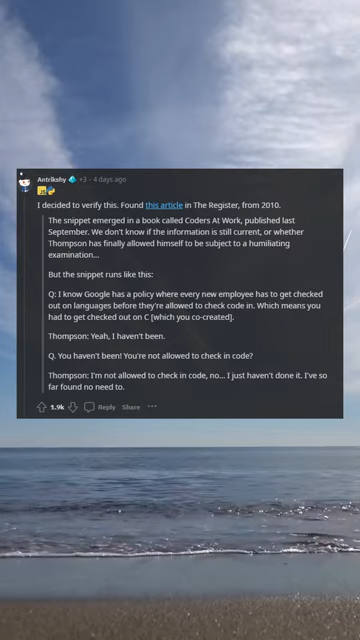 Antrikshy +3 · 4 days ago
I decided to verify this. Found this article in The Register, from 2010.
The snippet emerged in a book called Coders At Work, published last
September. We don't know if the information is still current, or whether
Thompson has finally allowed himself to be subject to a humiliating
examination...
But the snippet runs like this:
Q: I know Google has a policy where every new employee has to get checked
out on languages before they're allowed to check code in. Which means you
had to get checked out on C [which you co-created].
Thompson: Yeah, I haven't been.
Q. You haven't been! You're not allowed to check in code?
Thompson: I'm not allowed to check in code, no... I just haven't done it. I've so
far found no need to.
1.9k Reply Share ···